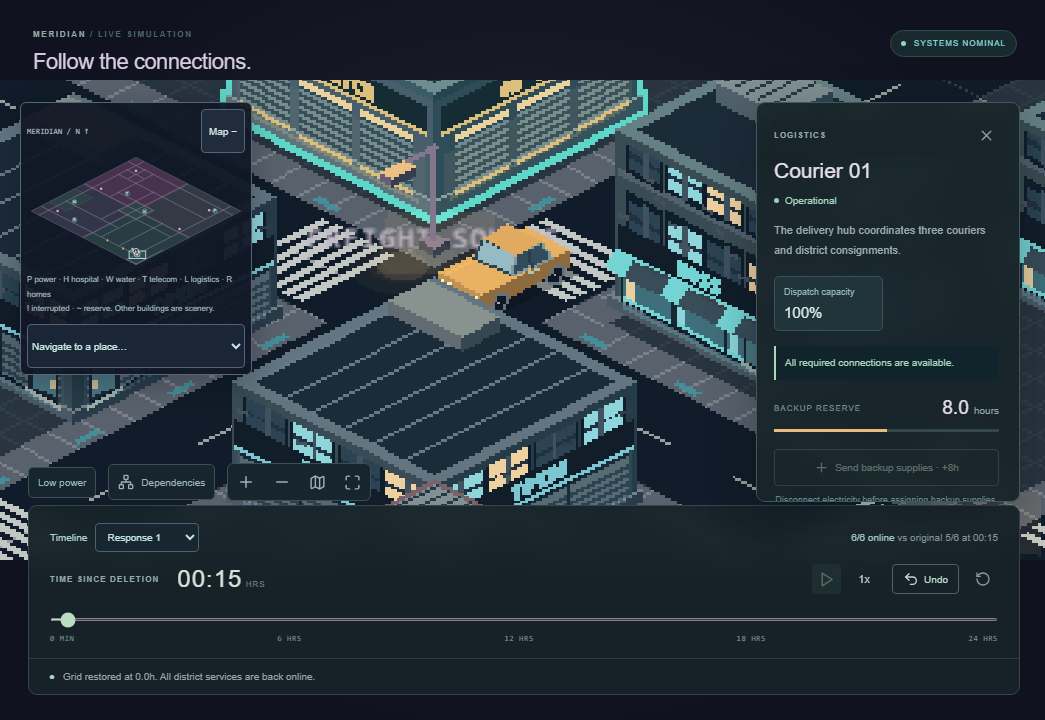 MERIDIAN / LIVE SIMULATION
Follow the connections.
SYSTEMS NOMINAL
MERIDIAN / N ↑
Map −
P power · H hospital · W water · T telecom · L logistics · R
homes
! interrupted · ~ reserve. Other buildings are scenery.
Navigate to a place...
FREIGHT
LOGISTICS
Courier 01
Operational
The delivery hub coordinates three couriers
and district consignments.
Dispatch capacity
100%
All required connections are available.
BACKUP RESERVE
8.0 hours
Send backup supplies · +8h
Disconnect electricity before assigning backup supplies
Low power
Dependencies
Timeline
Response 1
6/6 online vs original 5/6 at 00:15
TIME SINCE DELETION
00:15 HRS
1x
Undo
0 MIN
6 HRS
12 HRS
18 HRS
24 HRS
Grid restored at 0.0h. All district services are back online.